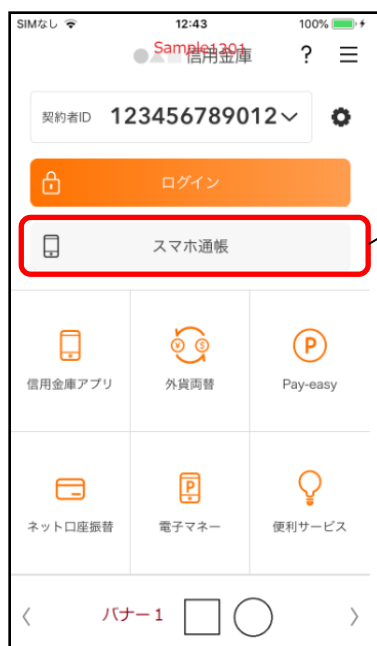 SIMなし 12:43 100%
Sample1201
●▲■信用金庫 ? ☰
契約者ID 123456789012
ログイン
スマホ通帳
信用金庫アプリ 外貨両替 Pay-easy
ネット口座振替 電子マネー 便利サービス
バナー1